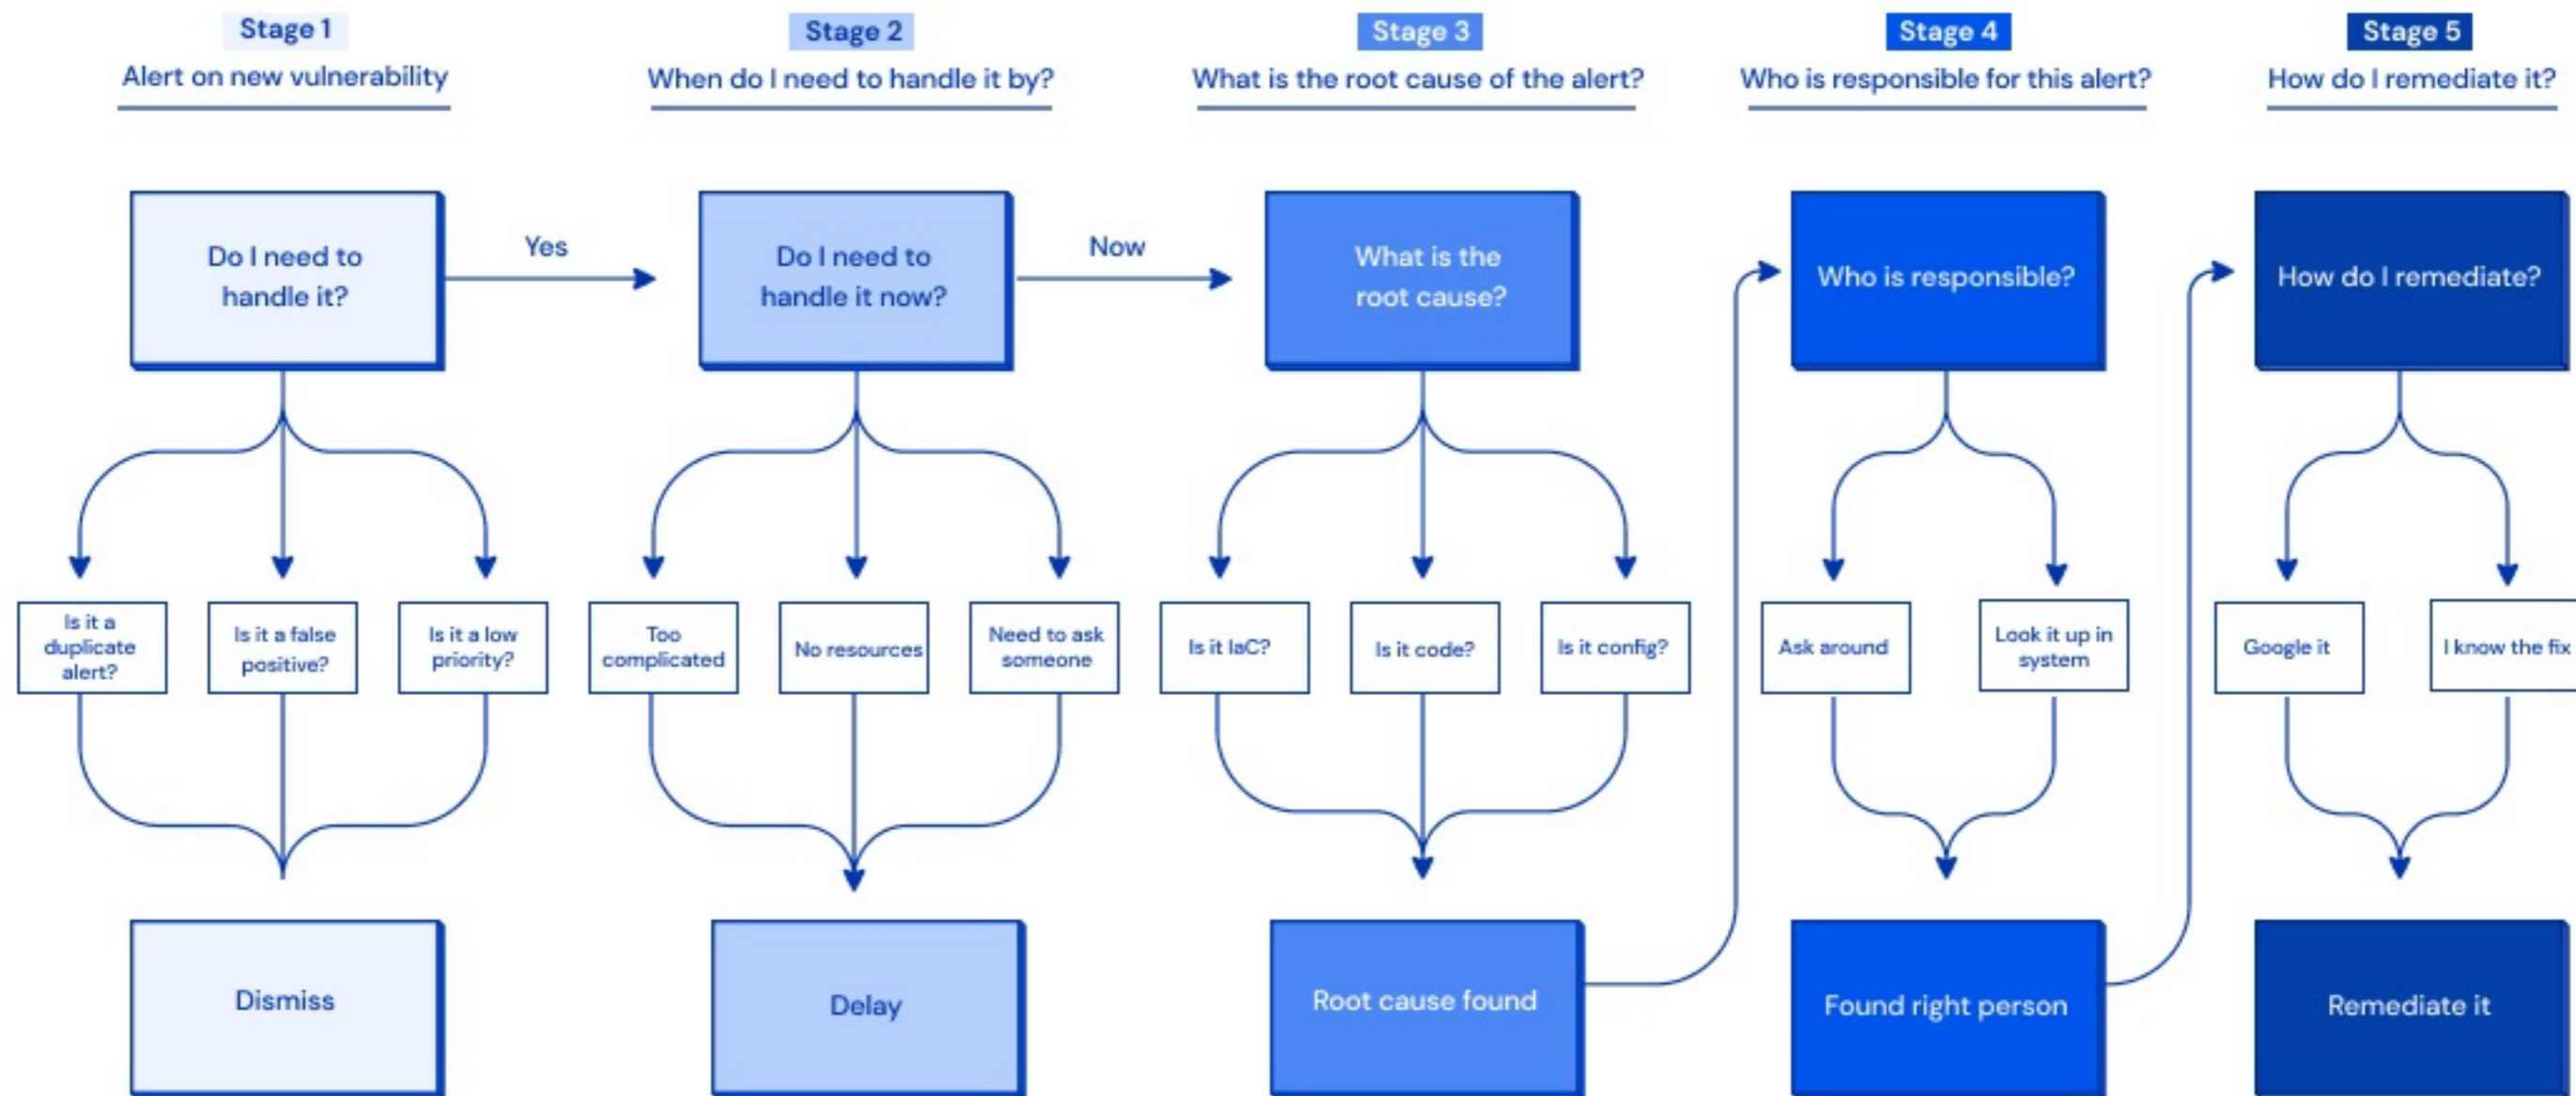 Stage 1
Alert on new vulnerability
Stage 2
When do I need to handle it by?
Stage 3
What is the root cause of the alert?
Stage 4
Who is responsible for this alert?
Stage 5
How do I remediate it?
Do I need to
handle it?
Yes
Do I need to
handle it now?
Now
What is the
root cause?
Who is responsible?
How do I remediate?
Is it a
duplicate
alert?
Is it a false
positive?
Is it a low
priority?
Too
complicated
No resources
Need to ask
someone
Is it IaC?
Is it code?
Is it config?
Ask around
Look it up in
system
Google it
I know the fix
Dismiss
Delay
Root cause found
Found right person
Remediate it